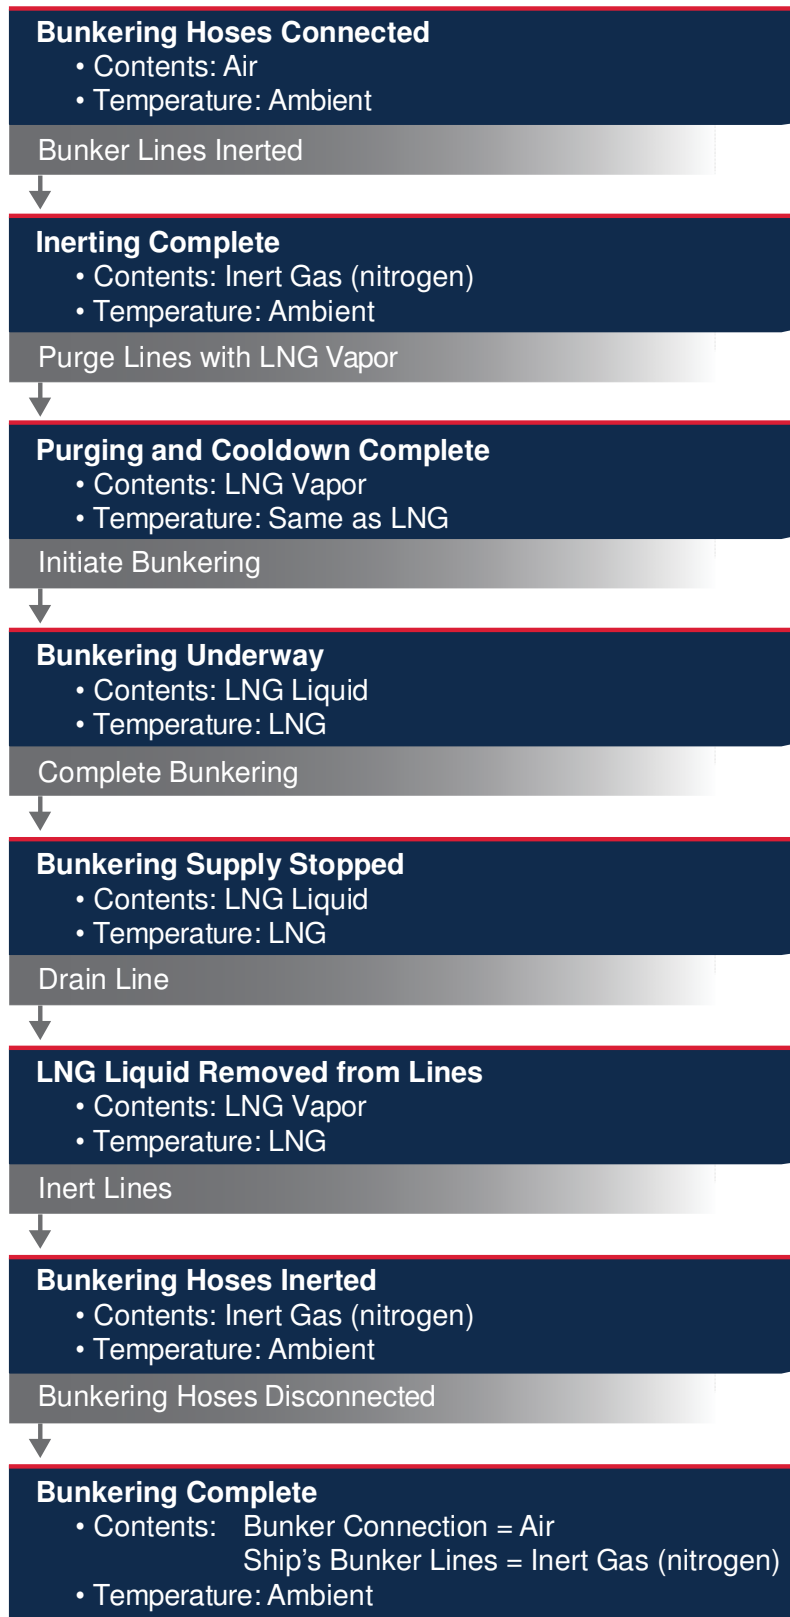 Bunkering Hoses Connected
• Contents: Air
• Temperature: Ambient
Bunker Lines Inerted
Inerting Complete
• Contents: Inert Gas (nitrogen)
• Temperature: Ambient
Purge Lines with LNG Vapor
Purging and Cooldown Complete
• Contents: LNG Vapor
• Temperature: Same as LNG
Initiate Bunkering
Bunkering Underway
• Contents: LNG Liquid
• Temperature: LNG
Complete Bunkering
Bunkering Supply Stopped
• Contents: LNG Liquid
• Temperature: LNG
Drain Line
LNG Liquid Removed from Lines
• Contents: LNG Vapor
• Temperature: LNG
Inert Lines
Bunkering Hoses Inerted
• Contents: Inert Gas (nitrogen)
• Temperature: Ambient
Bunkering Hoses Disconnected
Bunkering Complete
• Contents: Bunker Connection = Air
Ship's Bunker Lines = Inert Gas (nitrogen)
• Temperature: Ambient